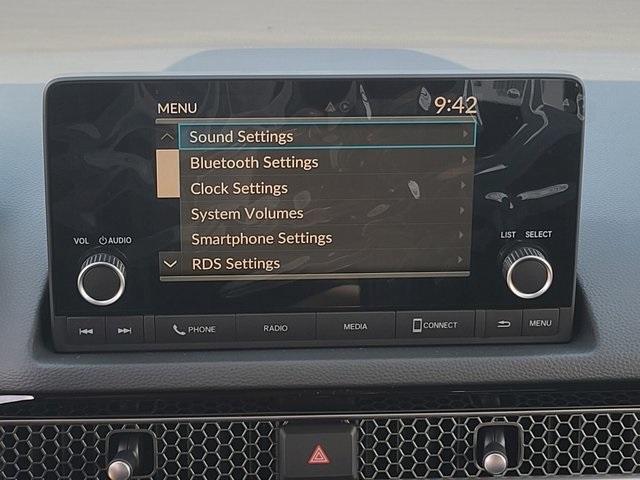 MENU 9:42
Sound Settings
Bluetooth Settings
Clock Settings
System Volumes
Smartphone Settings
RDS Settings
VOL AUDIO
LIST SELECT
PHONE RADIO MEDIA CONNECT MENU